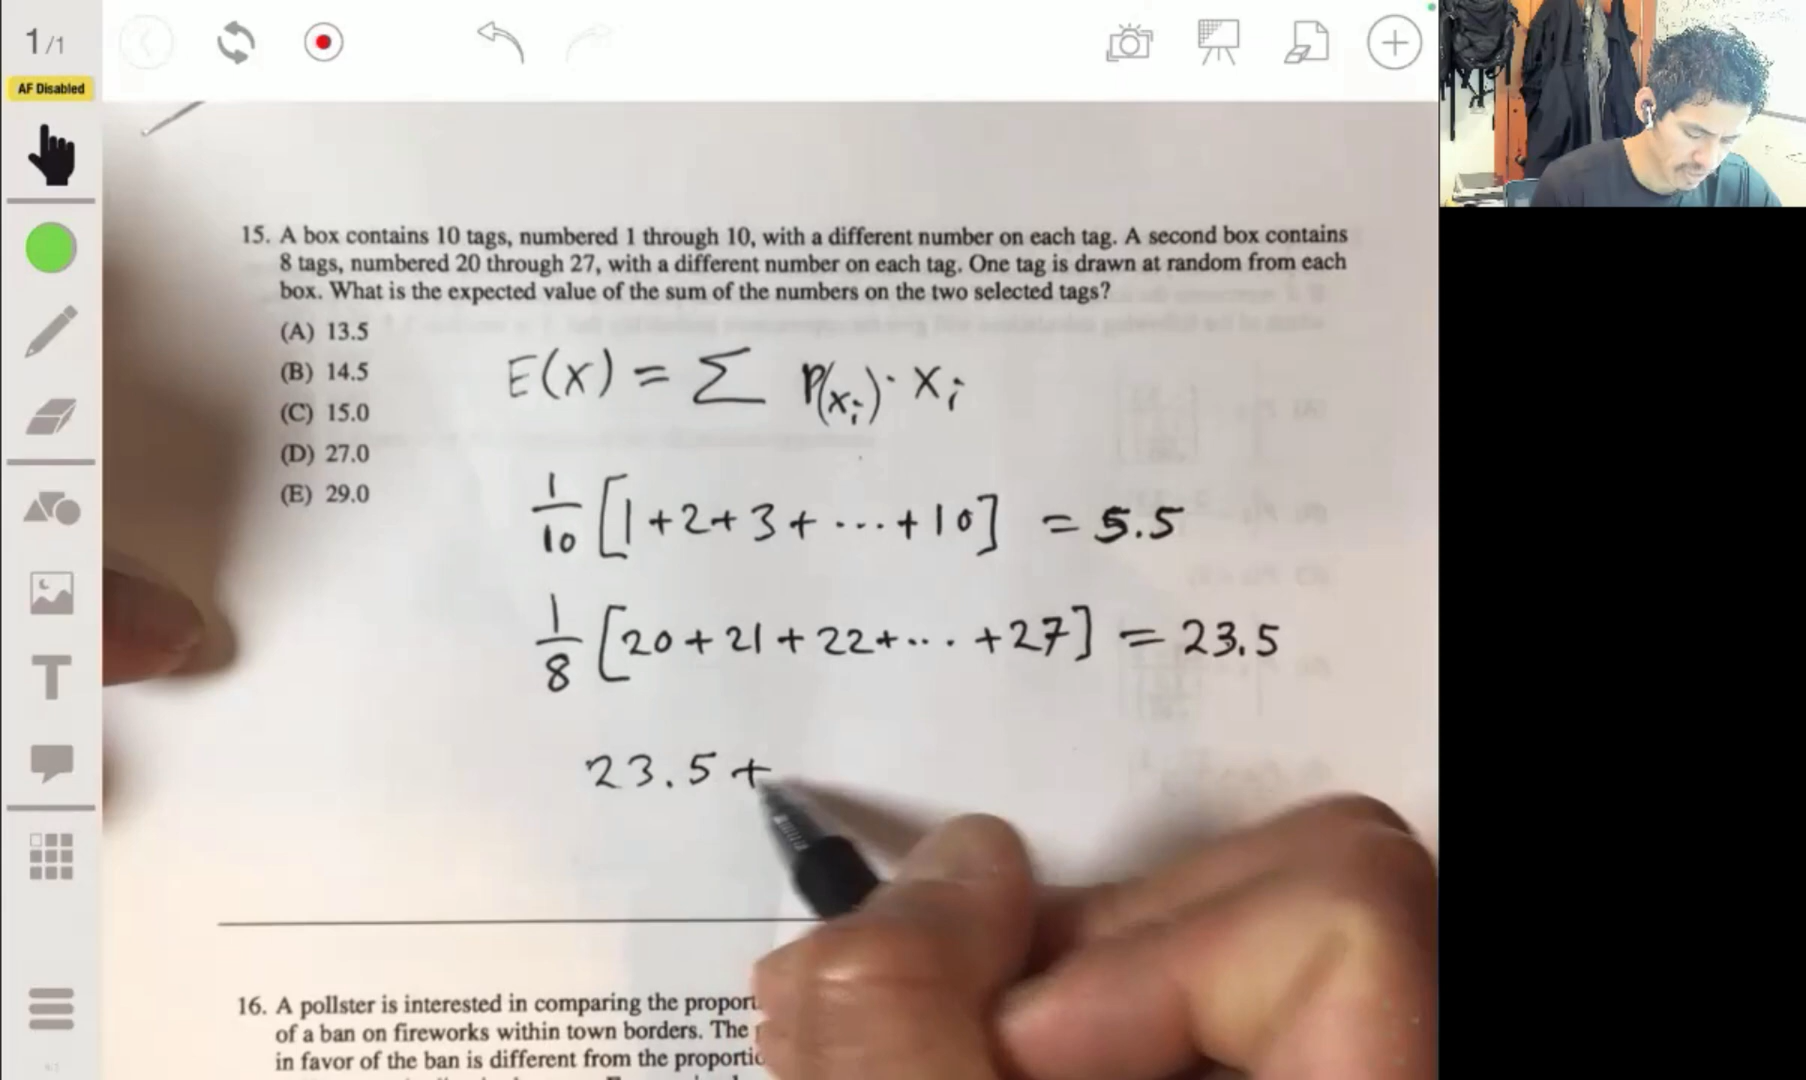 1/1
AF Disabled
T
15. A box contains 10 tags, numbered 1 through 10, with a different number on each tag. A second box contains
8 tags, numbered 20 through 27, with a different number on each tag. One tag is drawn at random from each
box. What is the expected value of the sum of the numbers on the two selected tags?
(A) 13.5
(B) 14.5
(C) 15.0
(D) 27.0
(E) 29.0
E(x) = Σ P(xᵢ) · xᵢ
1/10 [1+2+3+ ... +10] = 5.5
1/8 [20+21+22+... +27] = 23.5
23.5 +
16. A pollster is interested in comparing the
of a ban on fireworks within town borders. The
in favor of the ban is different from the